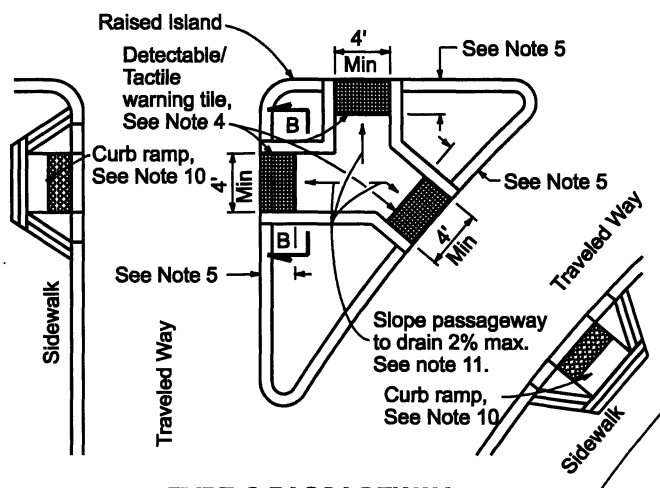 Raised Island
Detectable/
Tactile
warning tile,
See Note 4
4'
Min
See Note 5
B
Curb ramp,
See Note 10
4'
Min
See Note 5
B
See Note 5
4'
Min
Sidewalk
Traveled Way
Traveled Way
Slope passageway
to drain 2% max.
See note 11.
Curb ramp,
See Note 10
Sidewalk